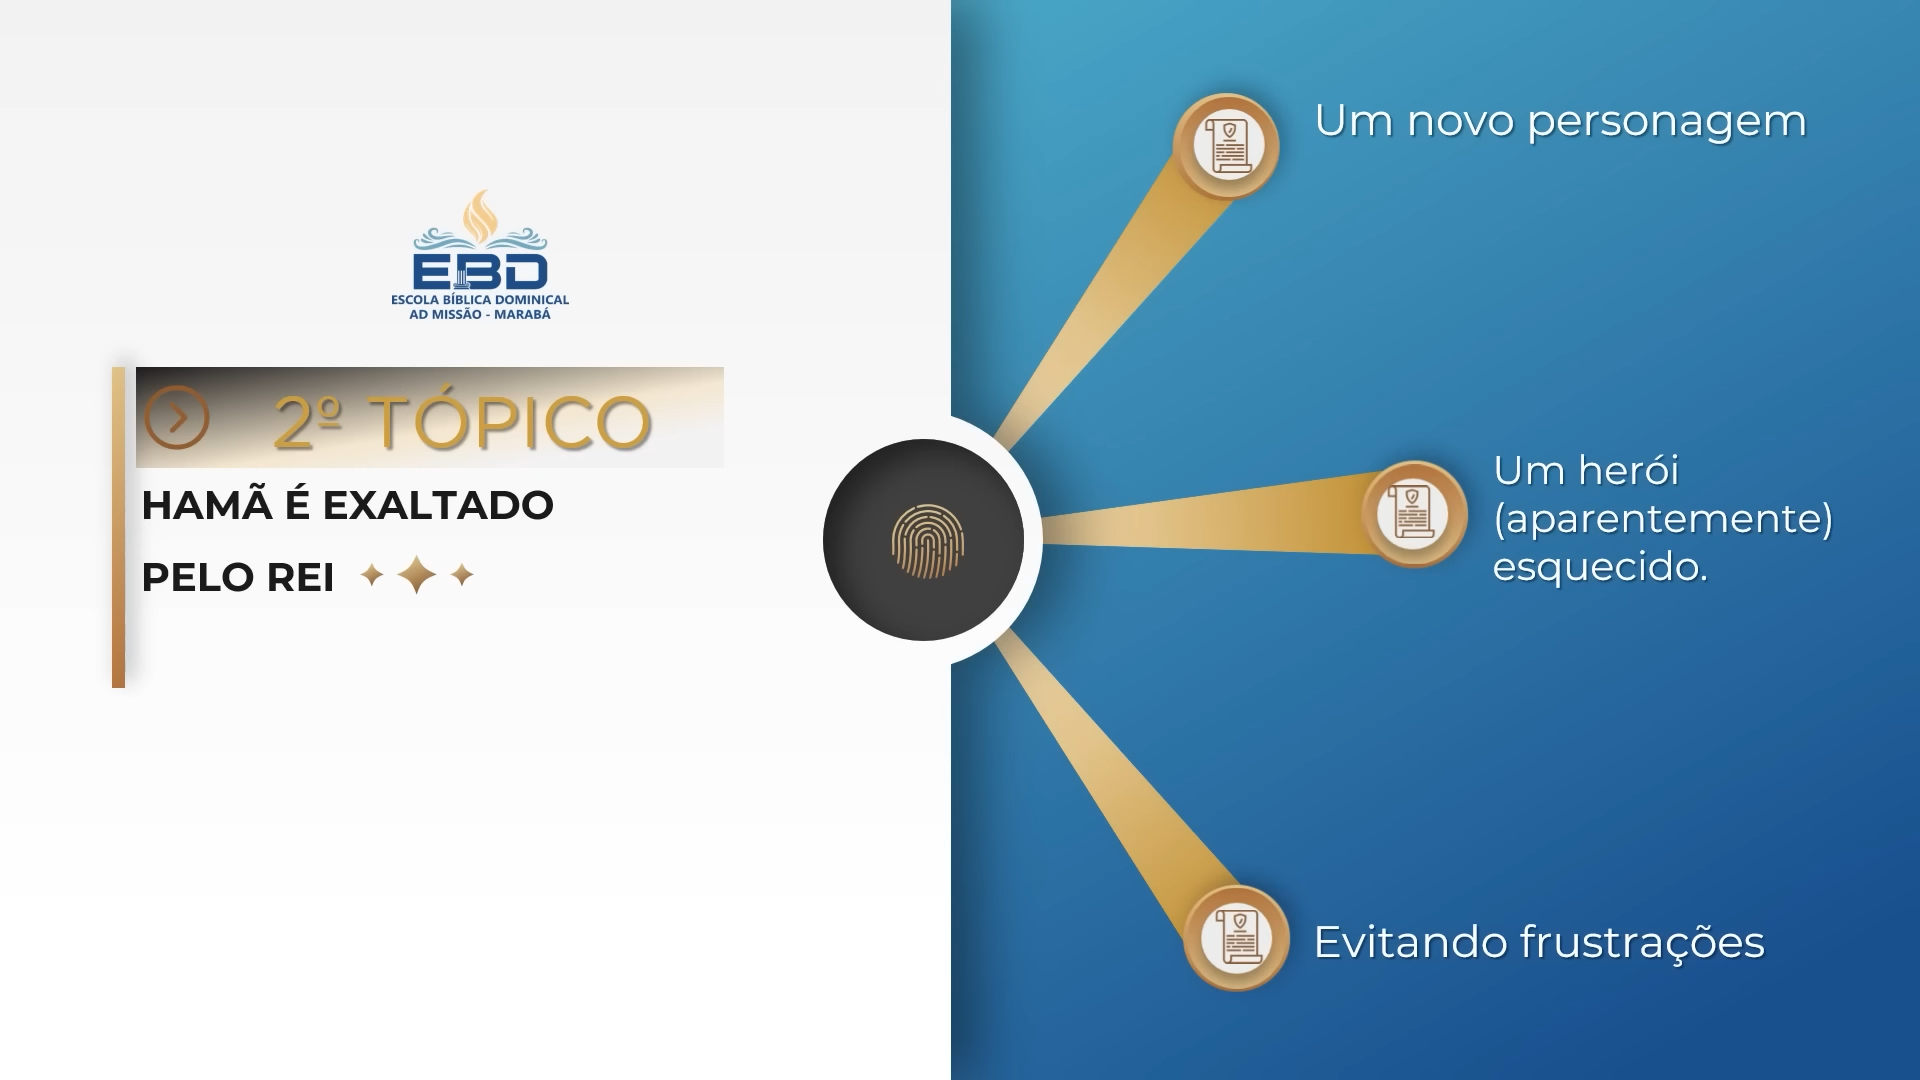 EBD
ESCOLA BÍBLICA DOMINICAL
AD MISSÃO - MARABÁ
2º TÓPICO
HAMÃ É EXALTADO
PELO REI
Um novo personagem
Um herói
(aparentemente)
esquecido.
Evitando frustrações